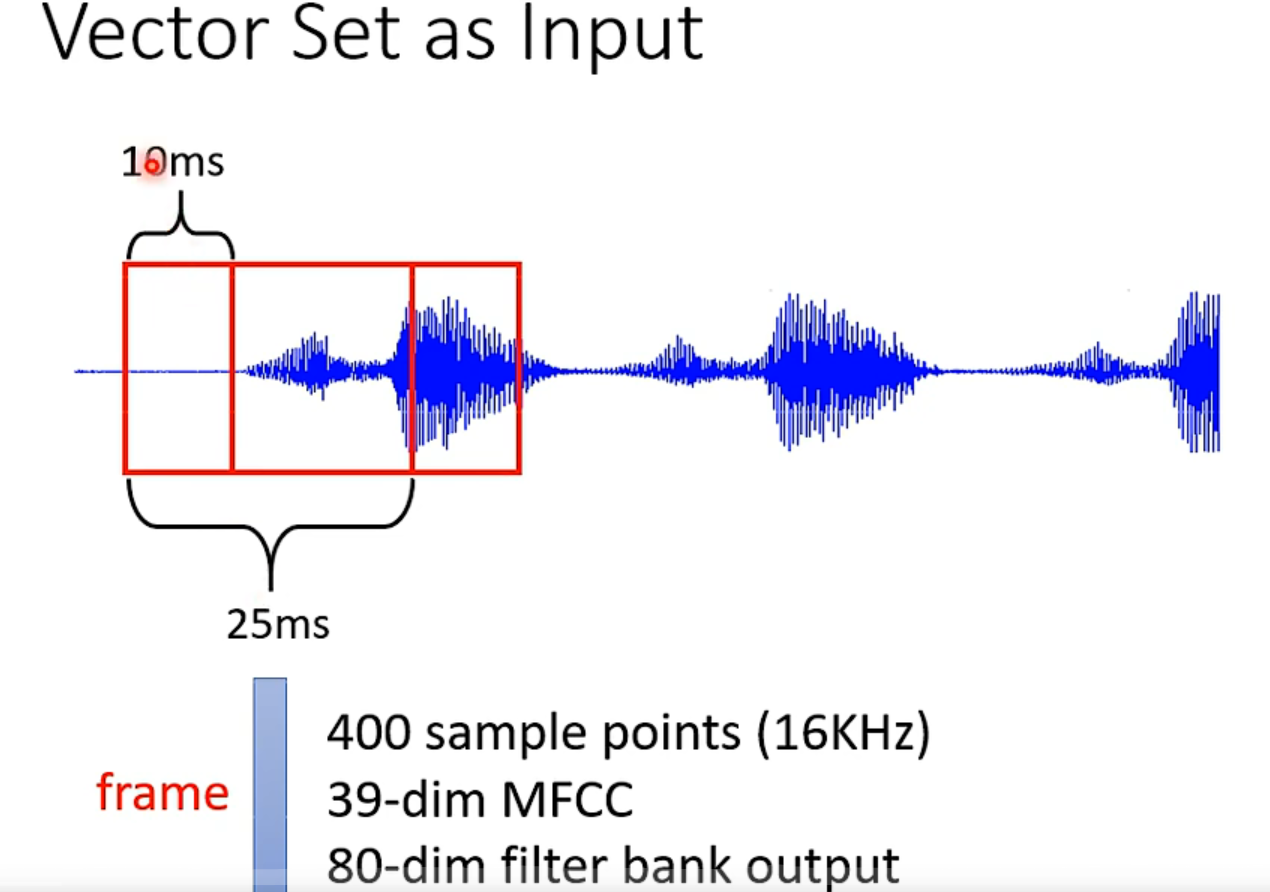 Vector Set as Input
10ms
25ms
400 sample points (16KHz)
frame
39-dim MFCC
80-dim filter bank output